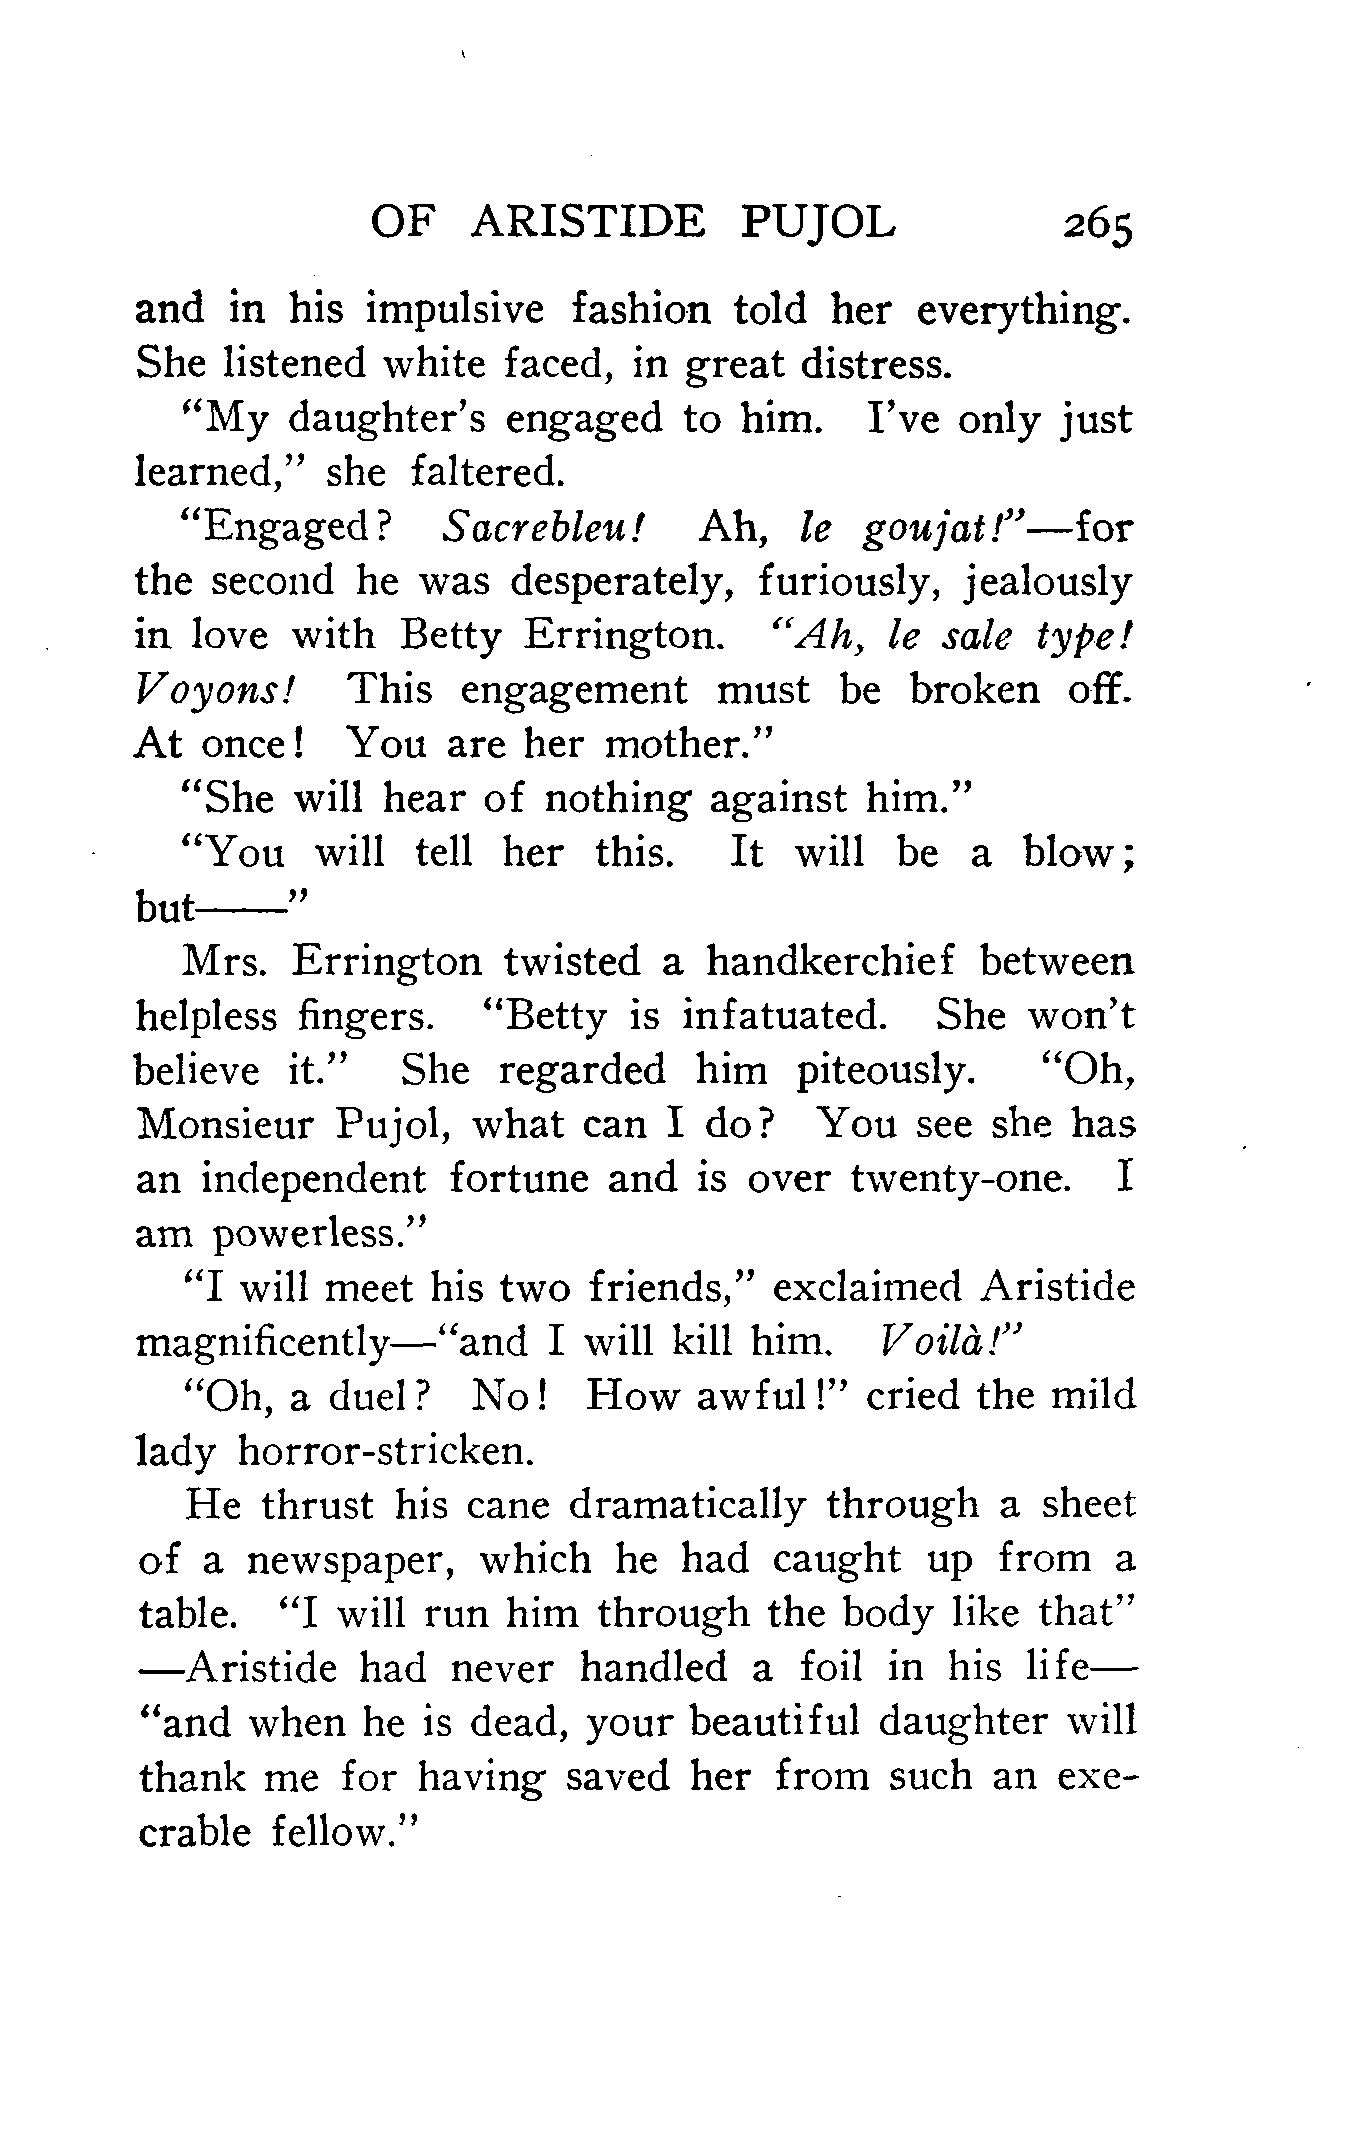 OF ARISTIDE PUJOL 265
and in his impulsive fashion told her everything.
She listened white faced, in great distress.
“My daughter’s engaged to him. I’ve only just
learned,” she faltered.
“Engaged? Sacrebleu! Ah, le goujat!”—for
the second he was desperately, furiously, jealously
in love with Betty Errington. “Ah, le sale type!
Voyons! This engagement must be broken off.
At once! You are her mother.”
“She will hear of nothing against him.”
“You will tell her this. It will be a blow;
but——”
Mrs. Errington twisted a handkerchief between
helpless fingers. “Betty is infatuated. She won’t
believe it.” She regarded him piteously. “Oh,
Monsieur Pujol, what can I do? You see she has
an independent fortune and is over twenty-one. I
am powerless.”
“I will meet his two friends,” exclaimed Aristide
magnificently—“and I will kill him. Voilà!”
“Oh, a duel? No! How awful!” cried the mild
lady horror-stricken.
He thrust his cane dramatically through a sheet
of a newspaper, which he had caught up from a
table. “I will run him through the body like that”
—Aristide had never handled a foil in his life—
“and when he is dead, your beautiful daughter will
thank me for having saved her from such an exe-
crable fellow.”